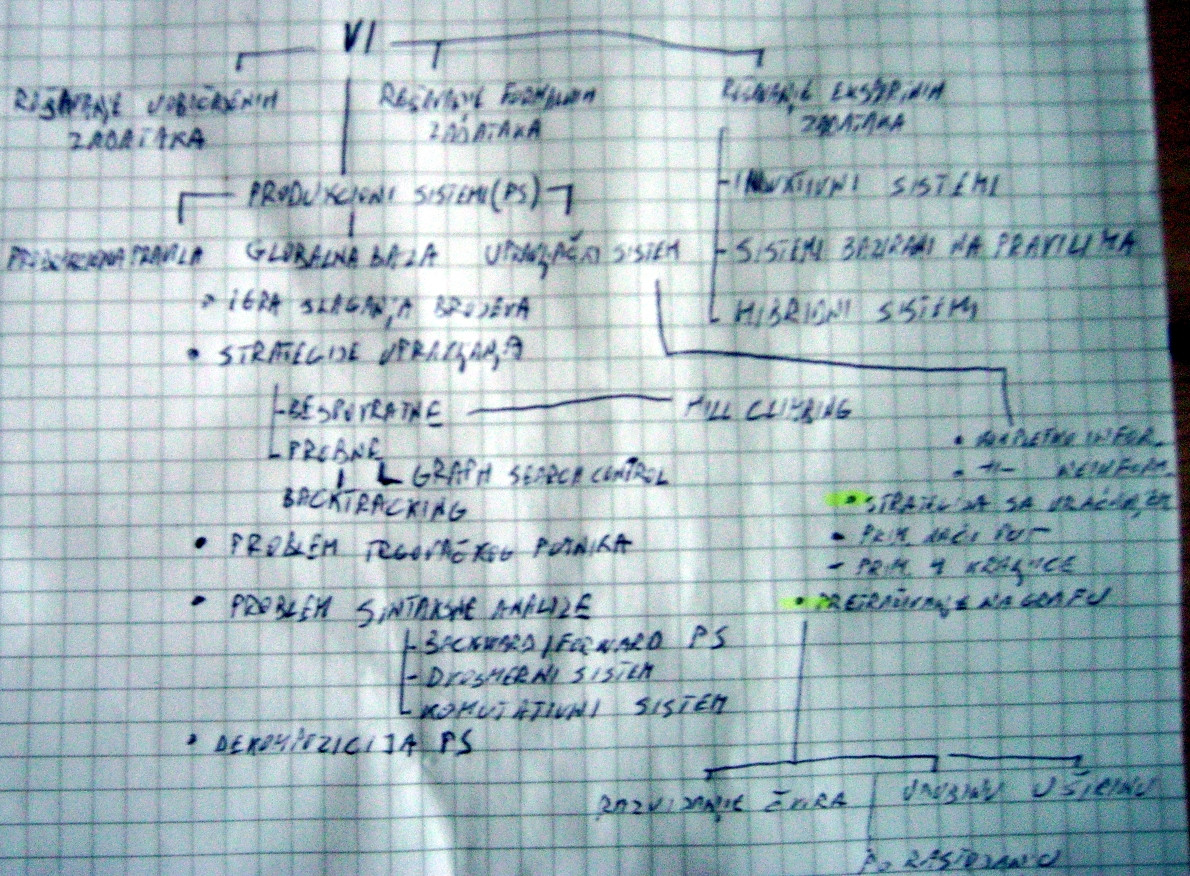 VI
REŠAVANJE UOBIČAJENIH ZADATAKA
REŠAVANJE FORMALNIH ZADATAKA
REŠAVANJE EKSPERTNIH ZADATAKA
- INDUKTIVNI SISTEMI
- SISTEMI BAZIRANI NA PRAVILIMA
HIBRIDNI SISTEMI
PRODUKCIONI SISTEMI (PS)
PRODUKCIONA PRAVILA
GLOBALNA BAZA
UPRAVLJAČKI SISTEM
IGRA SLAGANJA BROJEVA
• STRATEGIJE UPRAVLJANJA
- BESPOVRATNE
HILL CLIMBING
- PROBNE
GRAPH SEARCH CONTROL
BACKTRACKING
• PROBLEM TRGOVAČKOG PUTNIKA
• PROBLEM SINTAKSNE ANALIZE
- BACKWARD/FORWARD PS
- DVOSMERNI SISTEM
- KOMUTATIVNI SISTEM
• DEKOMPOZICIJA PS
• KOMPLETNO INFOR.
• -||- NEINFORM.
• STRATEGIJA SA VRAĆANJEM
- PRIM. NAĆI PUT
- PRIM. 4 KRALJICE
• PRETRAŽIVANJE NA GRAFU
RAZVIJANJE ČVORA
U DUBINU
U ŠIRINU
PO RASTOJANJU